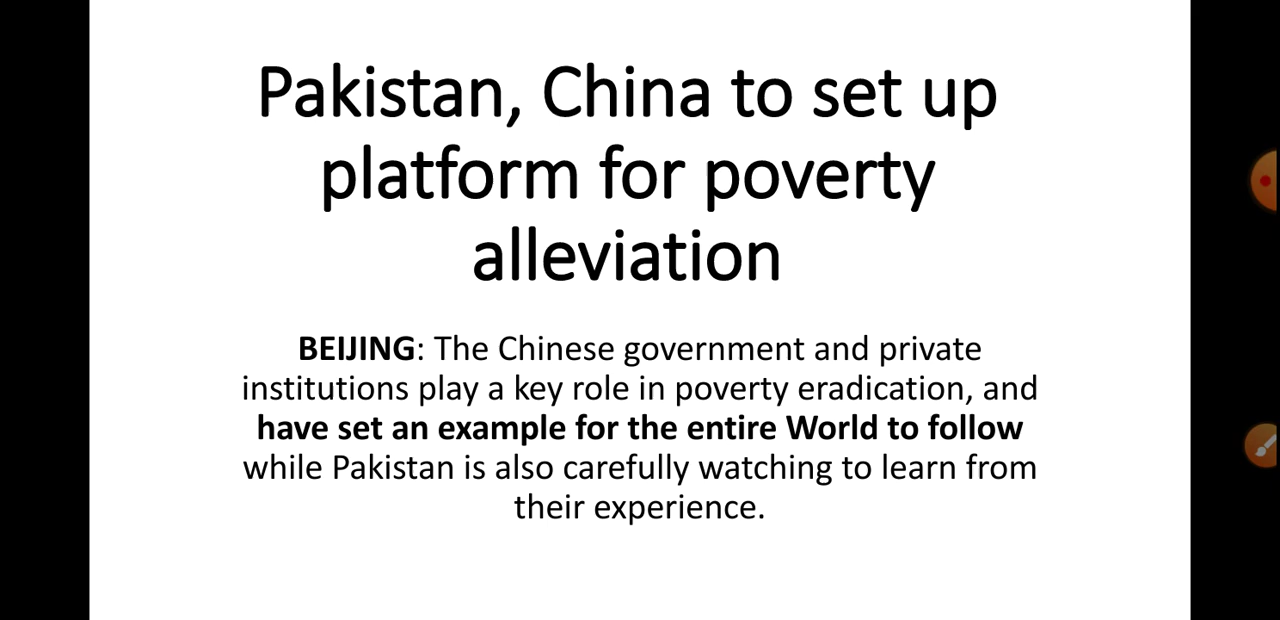 Pakistan, China to set up
platform for poverty
alleviation
BEIJING: The Chinese government and private
institutions play a key role in poverty eradication, and
have set an example for the entire World to follow
while Pakistan is also carefully watching to learn from
their experience.